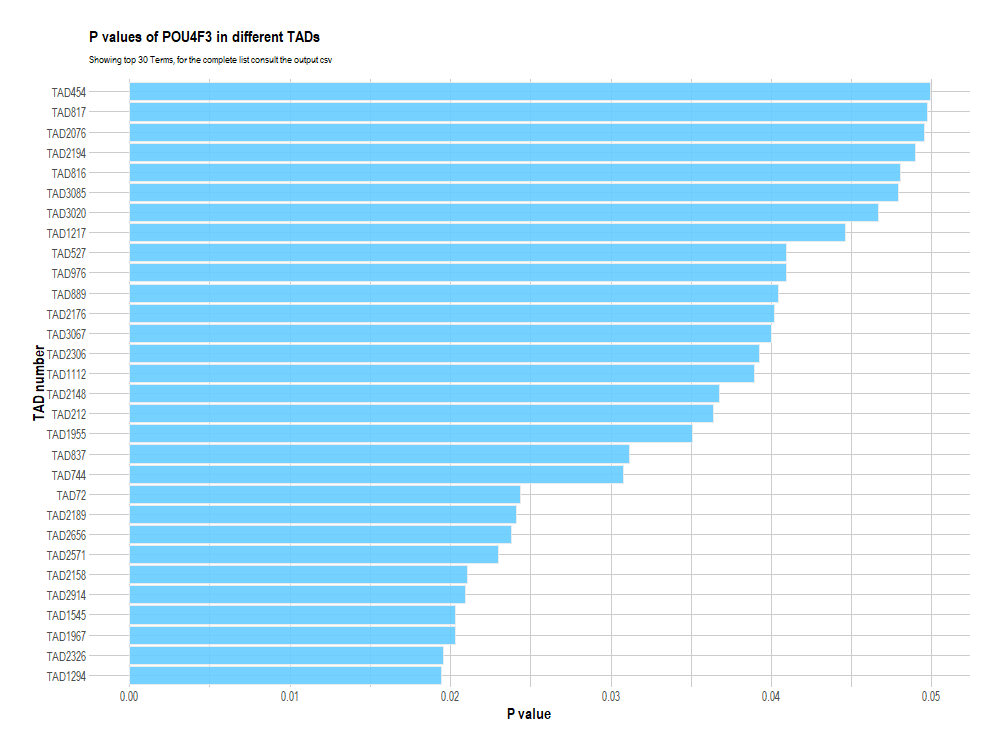 P values of POU4F3 in different TADs
Showing top 30 Terms, for the complete list consult the output csv
TAD454
TAD817
TAD2076
TAD2194
TAD816
TAD3085
TAD3020
TAD1217
TAD527
TAD976
TAD889
TAD2176
TAD3067
TAD2306
TAD1112
TAD2148
TAD212
TAD1955
TAD837
TAD744
TAD72
TAD2189
TAD2656
TAD2571
TAD2158
TAD2914
TAD1545
TAD1967
TAD2326
TAD1294
TAD number
0.00 0.01 0.02 0.03 0.04 0.05
P value